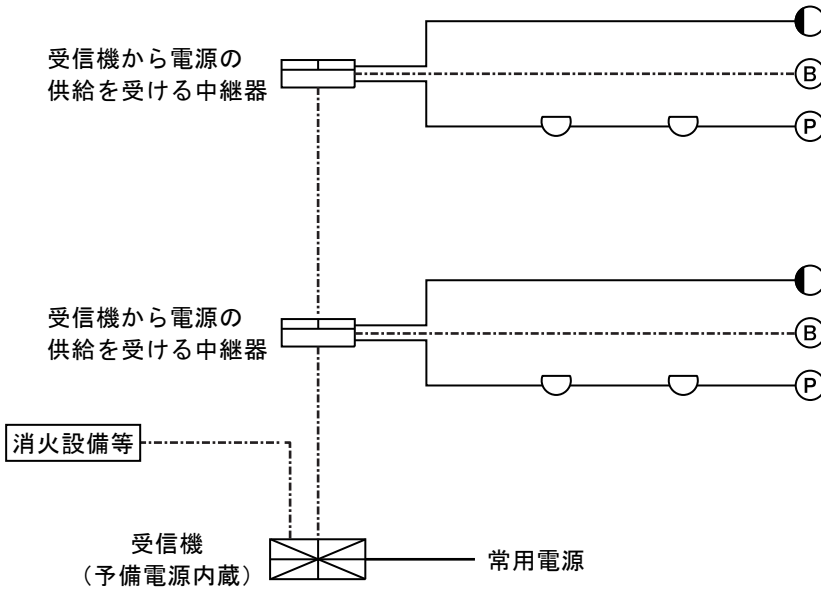 受信機から電源の
供給を受ける中継器
B
P
受信機から電源の
供給を受ける中継器
B
P
消火設備等
受信機
（予備電源内蔵）
常用電源